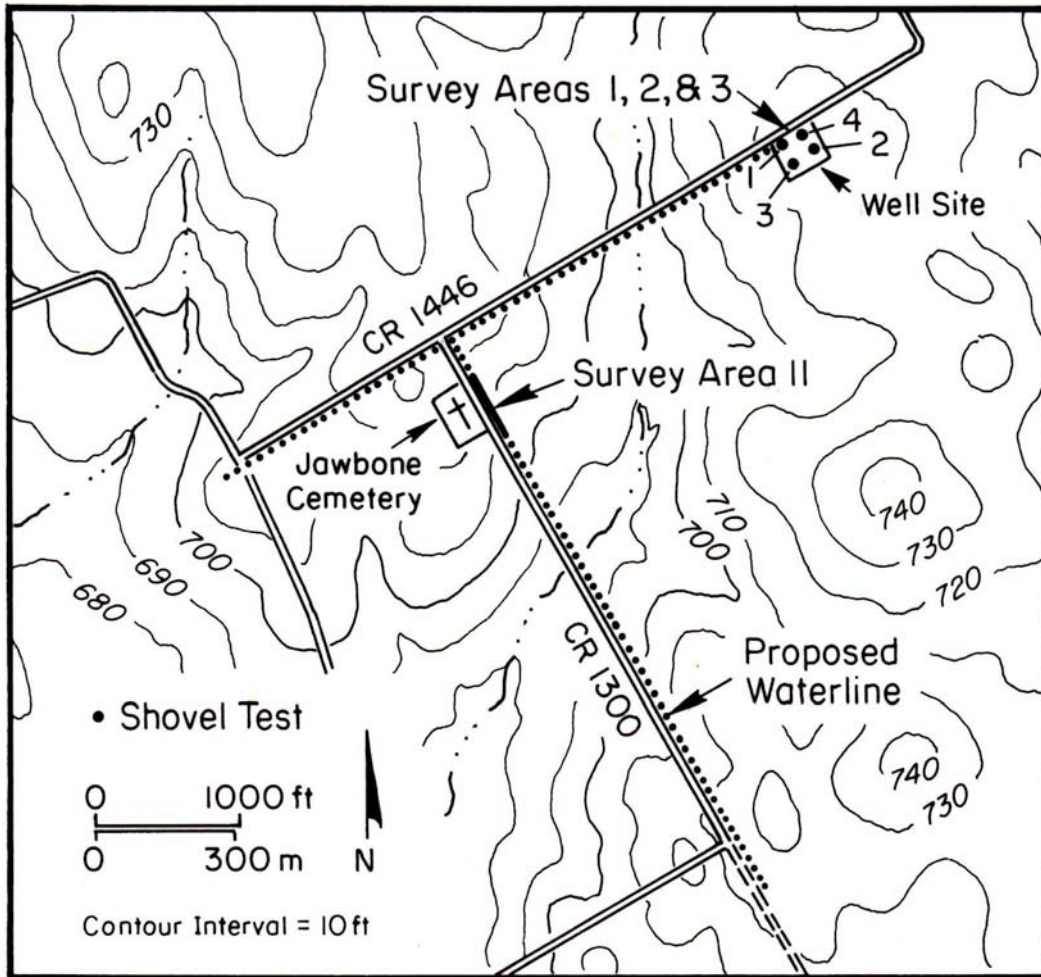 730
Survey Areas 1, 2, & 3
4
2
1
3
Well Site
CR 1446
Survey Area 11
Jawbone
Cemetery
700
690
680
710
700
740
730
720
CR 1300
Proposed
Waterline
740
730
• Shovel Test
0 1000 ft
0 300 m
N
Contour Interval = 10 ft